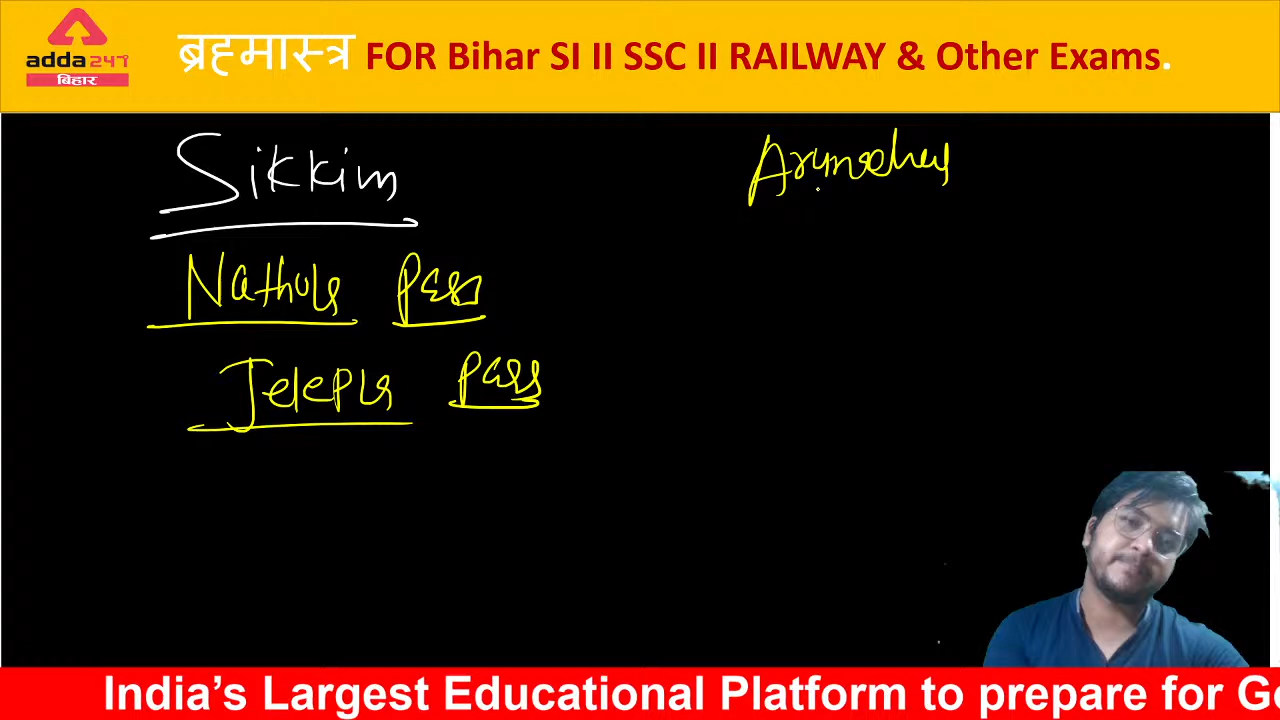 adda247
बिहार
ब्रह्मास्त्र FOR Bihar SI II SSC II RAILWAY & Other Exams.
Sikkim
Nathula Pass
Jelepla Pass
Arunachal
India's Largest Educational Platform to prepare for Go